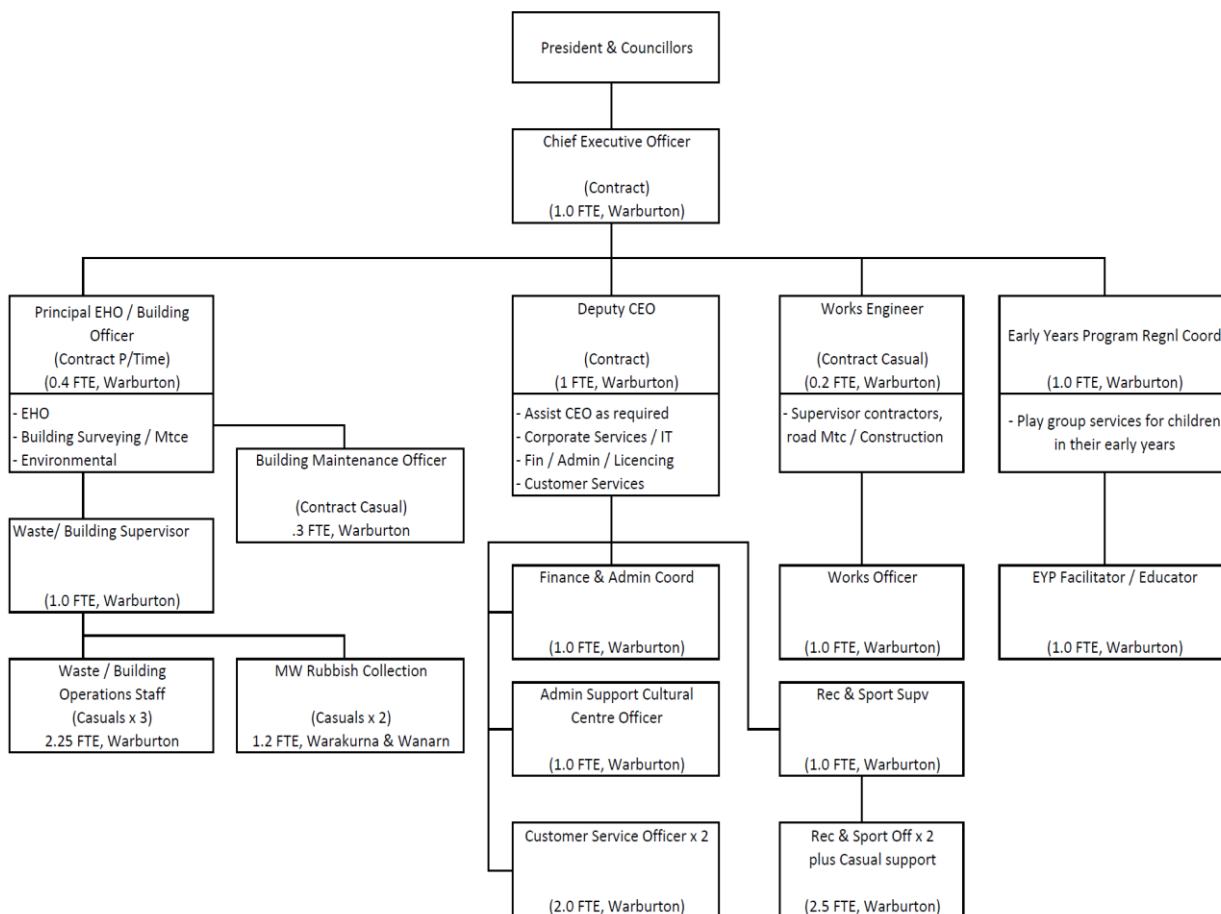 President & Councillors
Chief Executive Officer
(Contract)
(1.0 FTE, Warburton)
Principal EHO / Building
Officer
(Contract P/Time)
(0.4 FTE, Warburton)
- EHO
- Building Surveying / Mtce
- Environmental
Building Maintenance Officer
(Contract Casual)
.3 FTE, Warburton
Waste/ Building Supervisor
(1.0 FTE, Warburton)
Waste / Building
Operations Staff
(Casuals x 3)
2.25 FTE, Warburton
MW Rubbish Collection
(Casuals x 2)
1.2 FTE, Warakurna & Wanarn
Deputy CEO
(Contract)
(1 FTE, Warburton)
- Assist CEO as required
- Corporate Services / IT
- Fin / Admin / Licencing
- Customer Services
Finance & Admin Coord
(1.0 FTE, Warburton)
Admin Support Cultural
Centre Officer
(1.0 FTE, Warburton)
Customer Service Officer x 2
(2.0 FTE, Warburton)
Works Engineer
(Contract Casual)
(0.2 FTE, Warburton)
- Supervisor contractors,
road Mtc / Construction
Works Officer
(1.0 FTE, Warburton)
Rec & Sport Supv
(1.0 FTE, Warburton)
Rec & Sport Off x 2
plus Casual support
(2.5 FTE, Warburton)
Early Years Program Regnl Coord
(1.0 FTE, Warburton)
- Play group services for children
in their early years
EYP Facilitator / Educator
(1.0 FTE, Warburton)